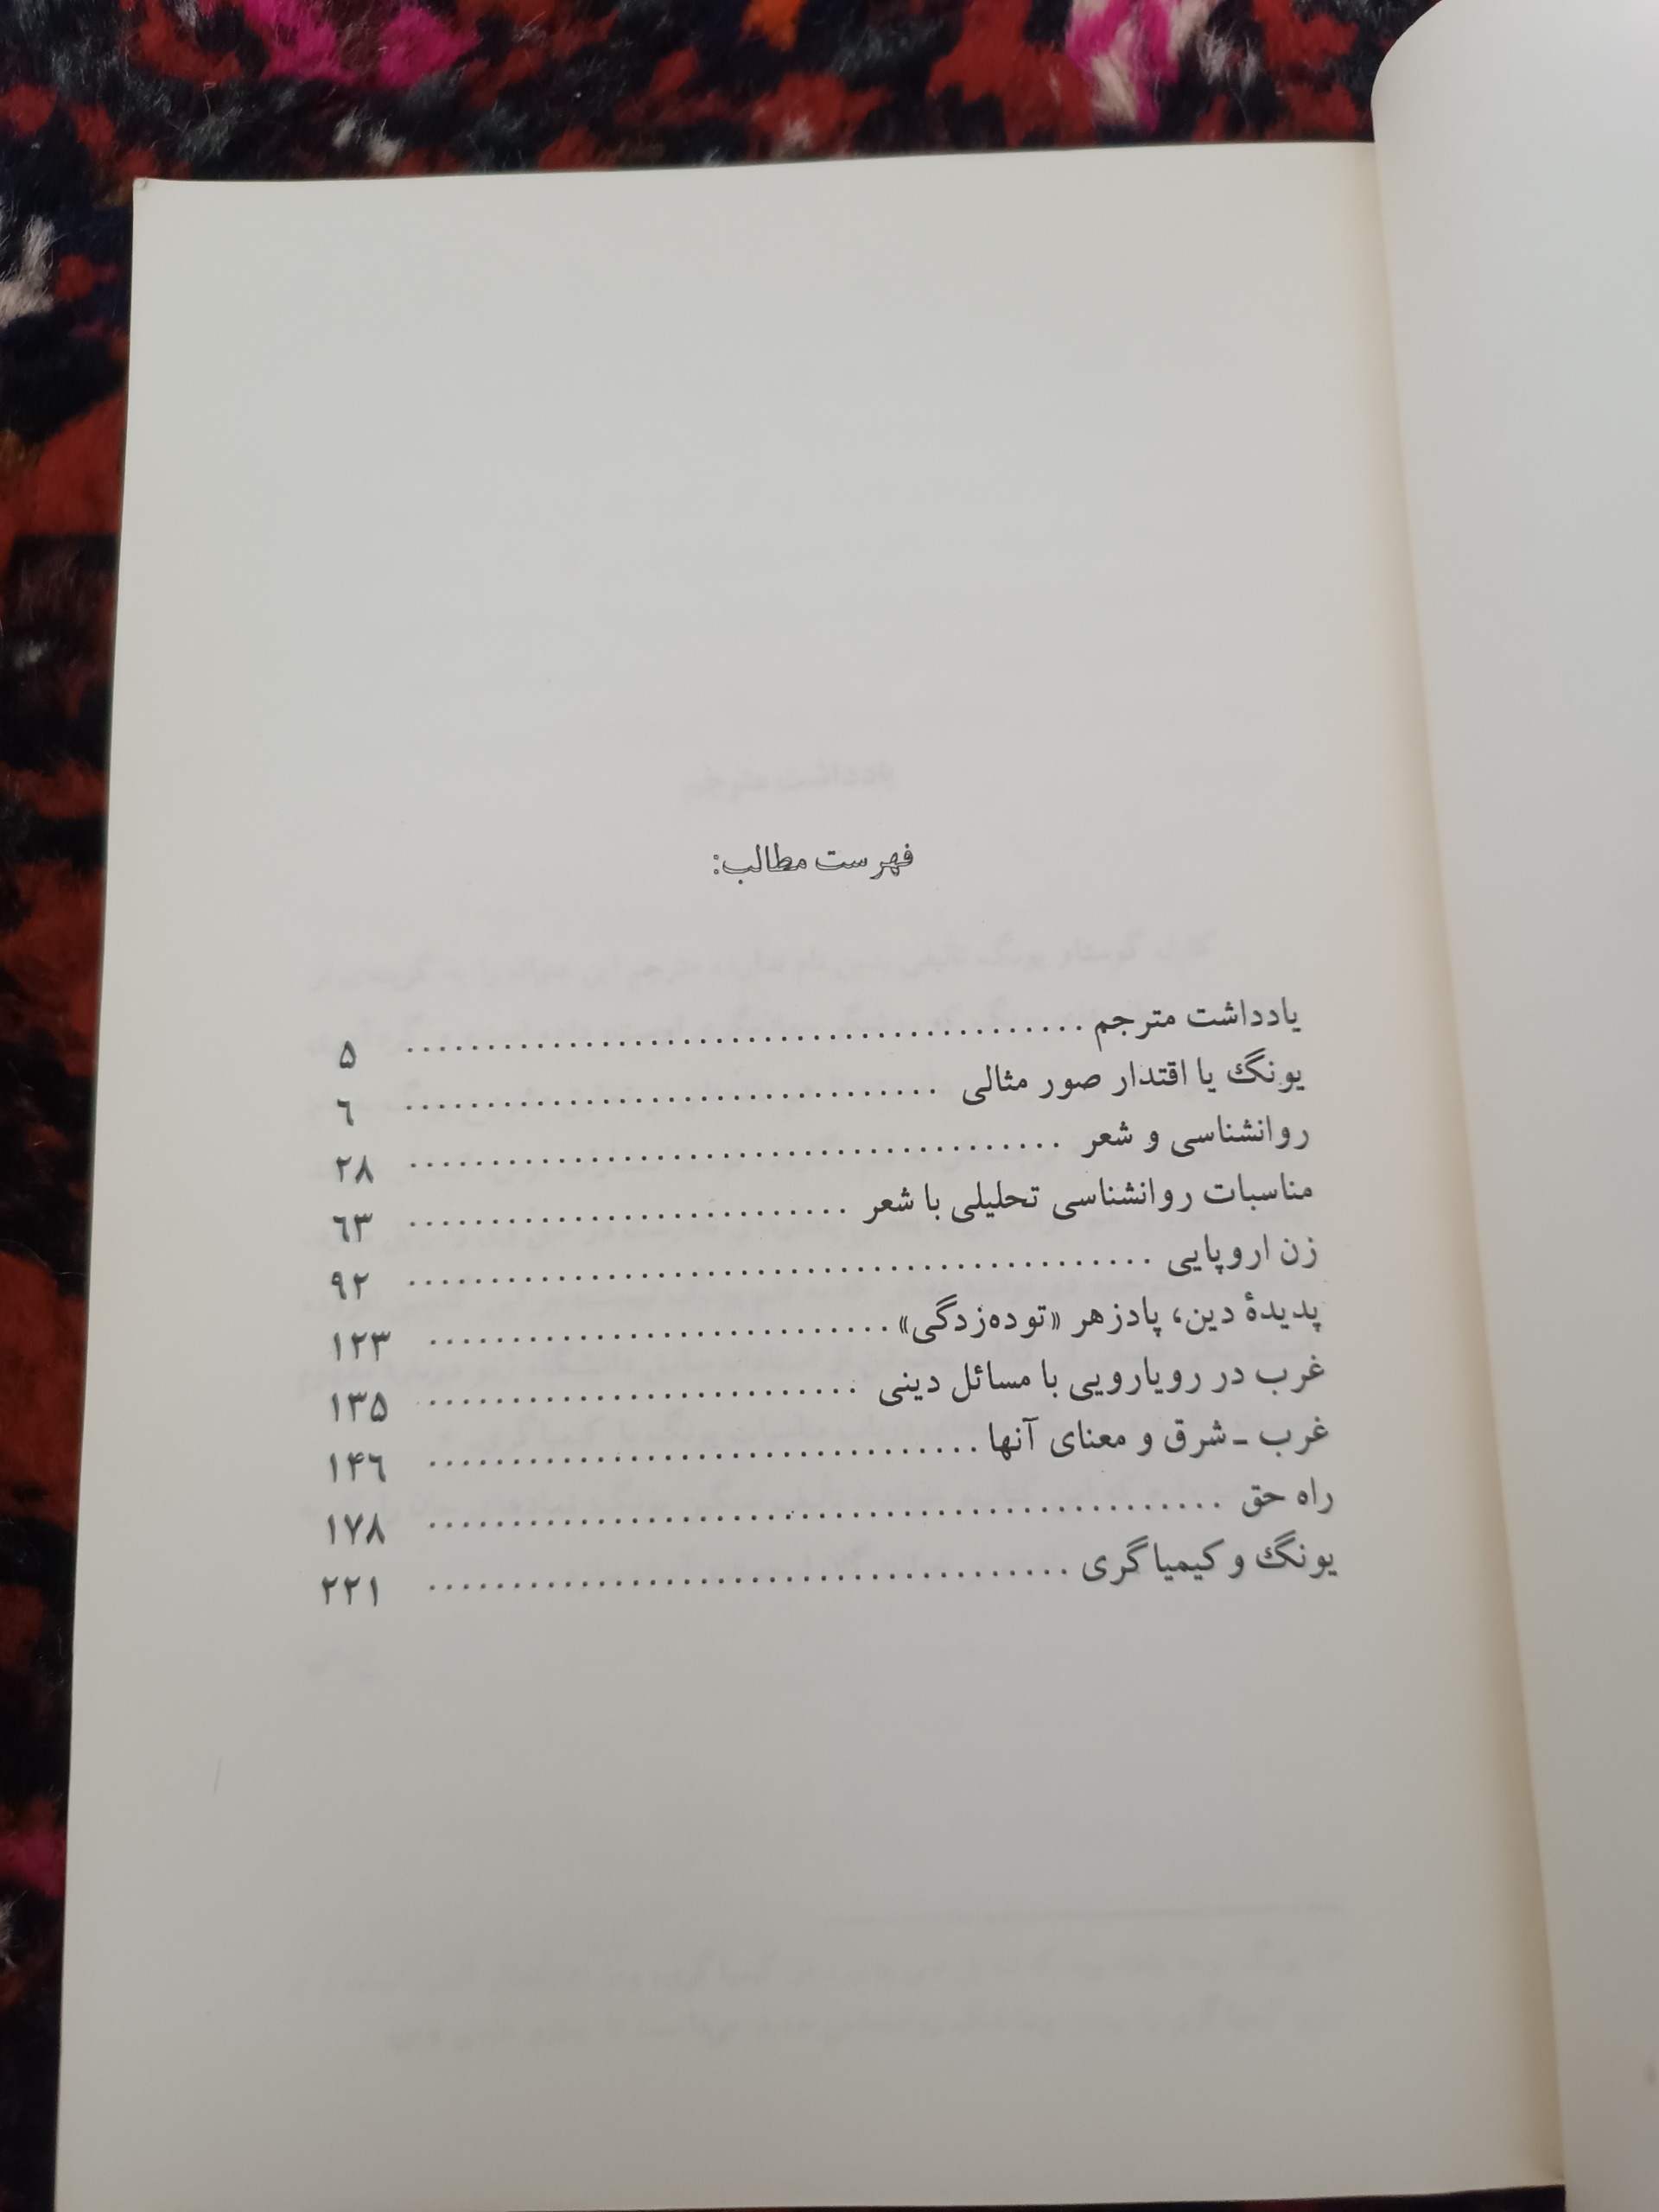 فهرست مطالب:
یادداشت مترجم ................................ ۵
یونگ یا اقتدار صور مثالی ................................ ۶
روانشناسی و شعر ................................ ۲۸
مناسبات روانشناسی تحلیلی با شعر ................................ ۶۳
زن اروپایی ................................ ۹۲
پدیدهٔ دین، پادزهر «توده‌زدگی» ................................ ۱۲۳
غرب در رویارویی با مسائل دینی ................................ ۱۳۵
غرب ـ شرق و معنای آنها ................................ ۱۴۶
راه حق ................................ ۱۷۸
یونگ و کیمیاگری ................................ ۲۲۱